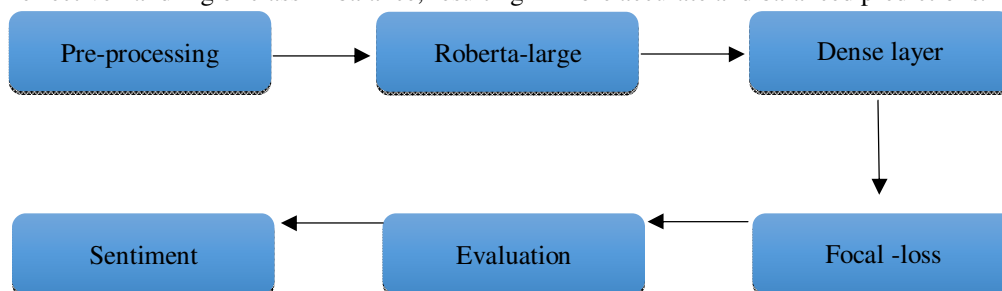 Pre-processing
Roberta-large
Dense layer
Sentiment
Evaluation
Focal -loss